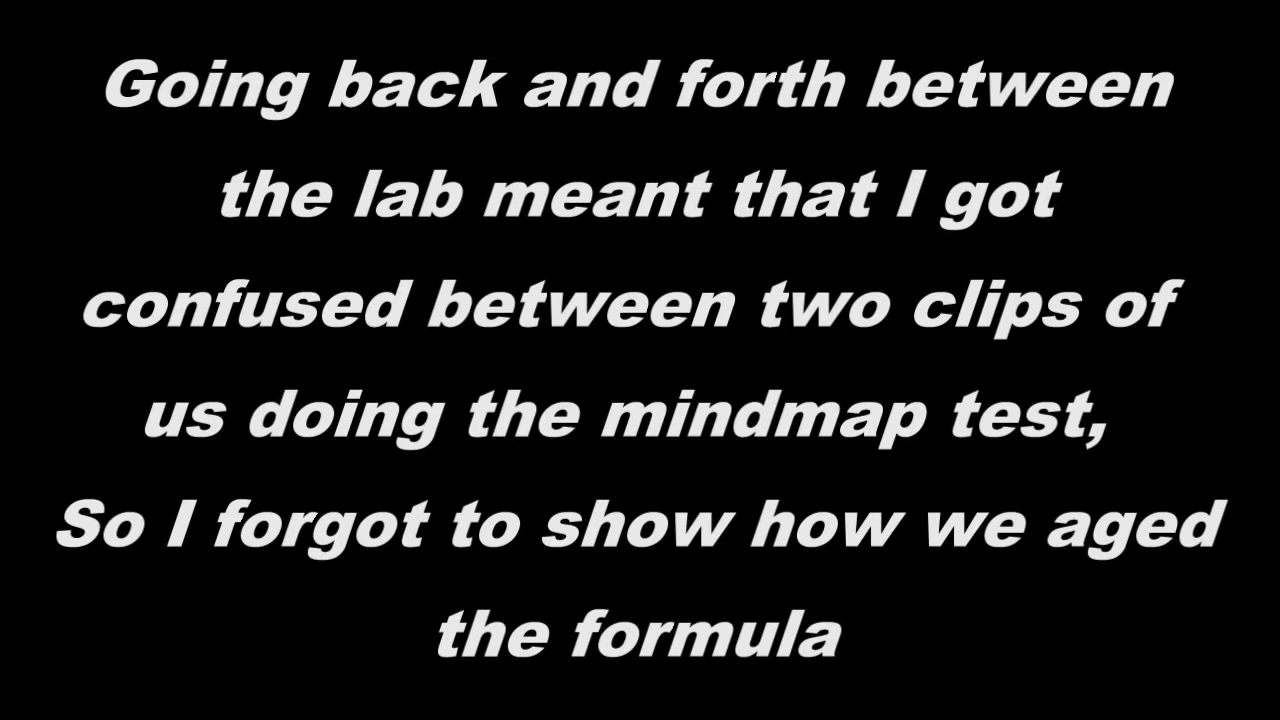 Going back and forth between
the lab meant that I got
confused between two clips of
us doing the mindmap test,
So I forgot to show how we aged
the formula